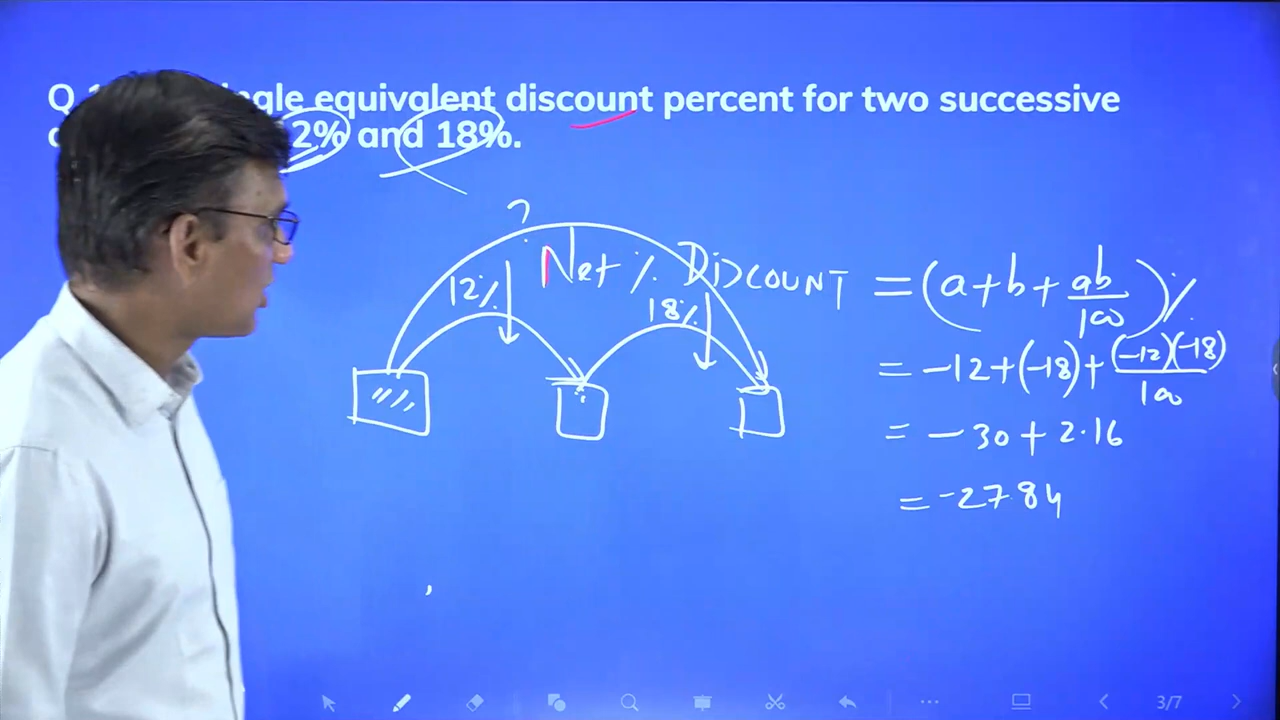 Q equivalent discount percent for two successive
2% and 18%.
?
Net % DISCOUNT = (a+b+ab/100)%
12%
18%
= -12+(-18)+(-12)(-18)/100
= -30+2.16
= -27.84
3/7